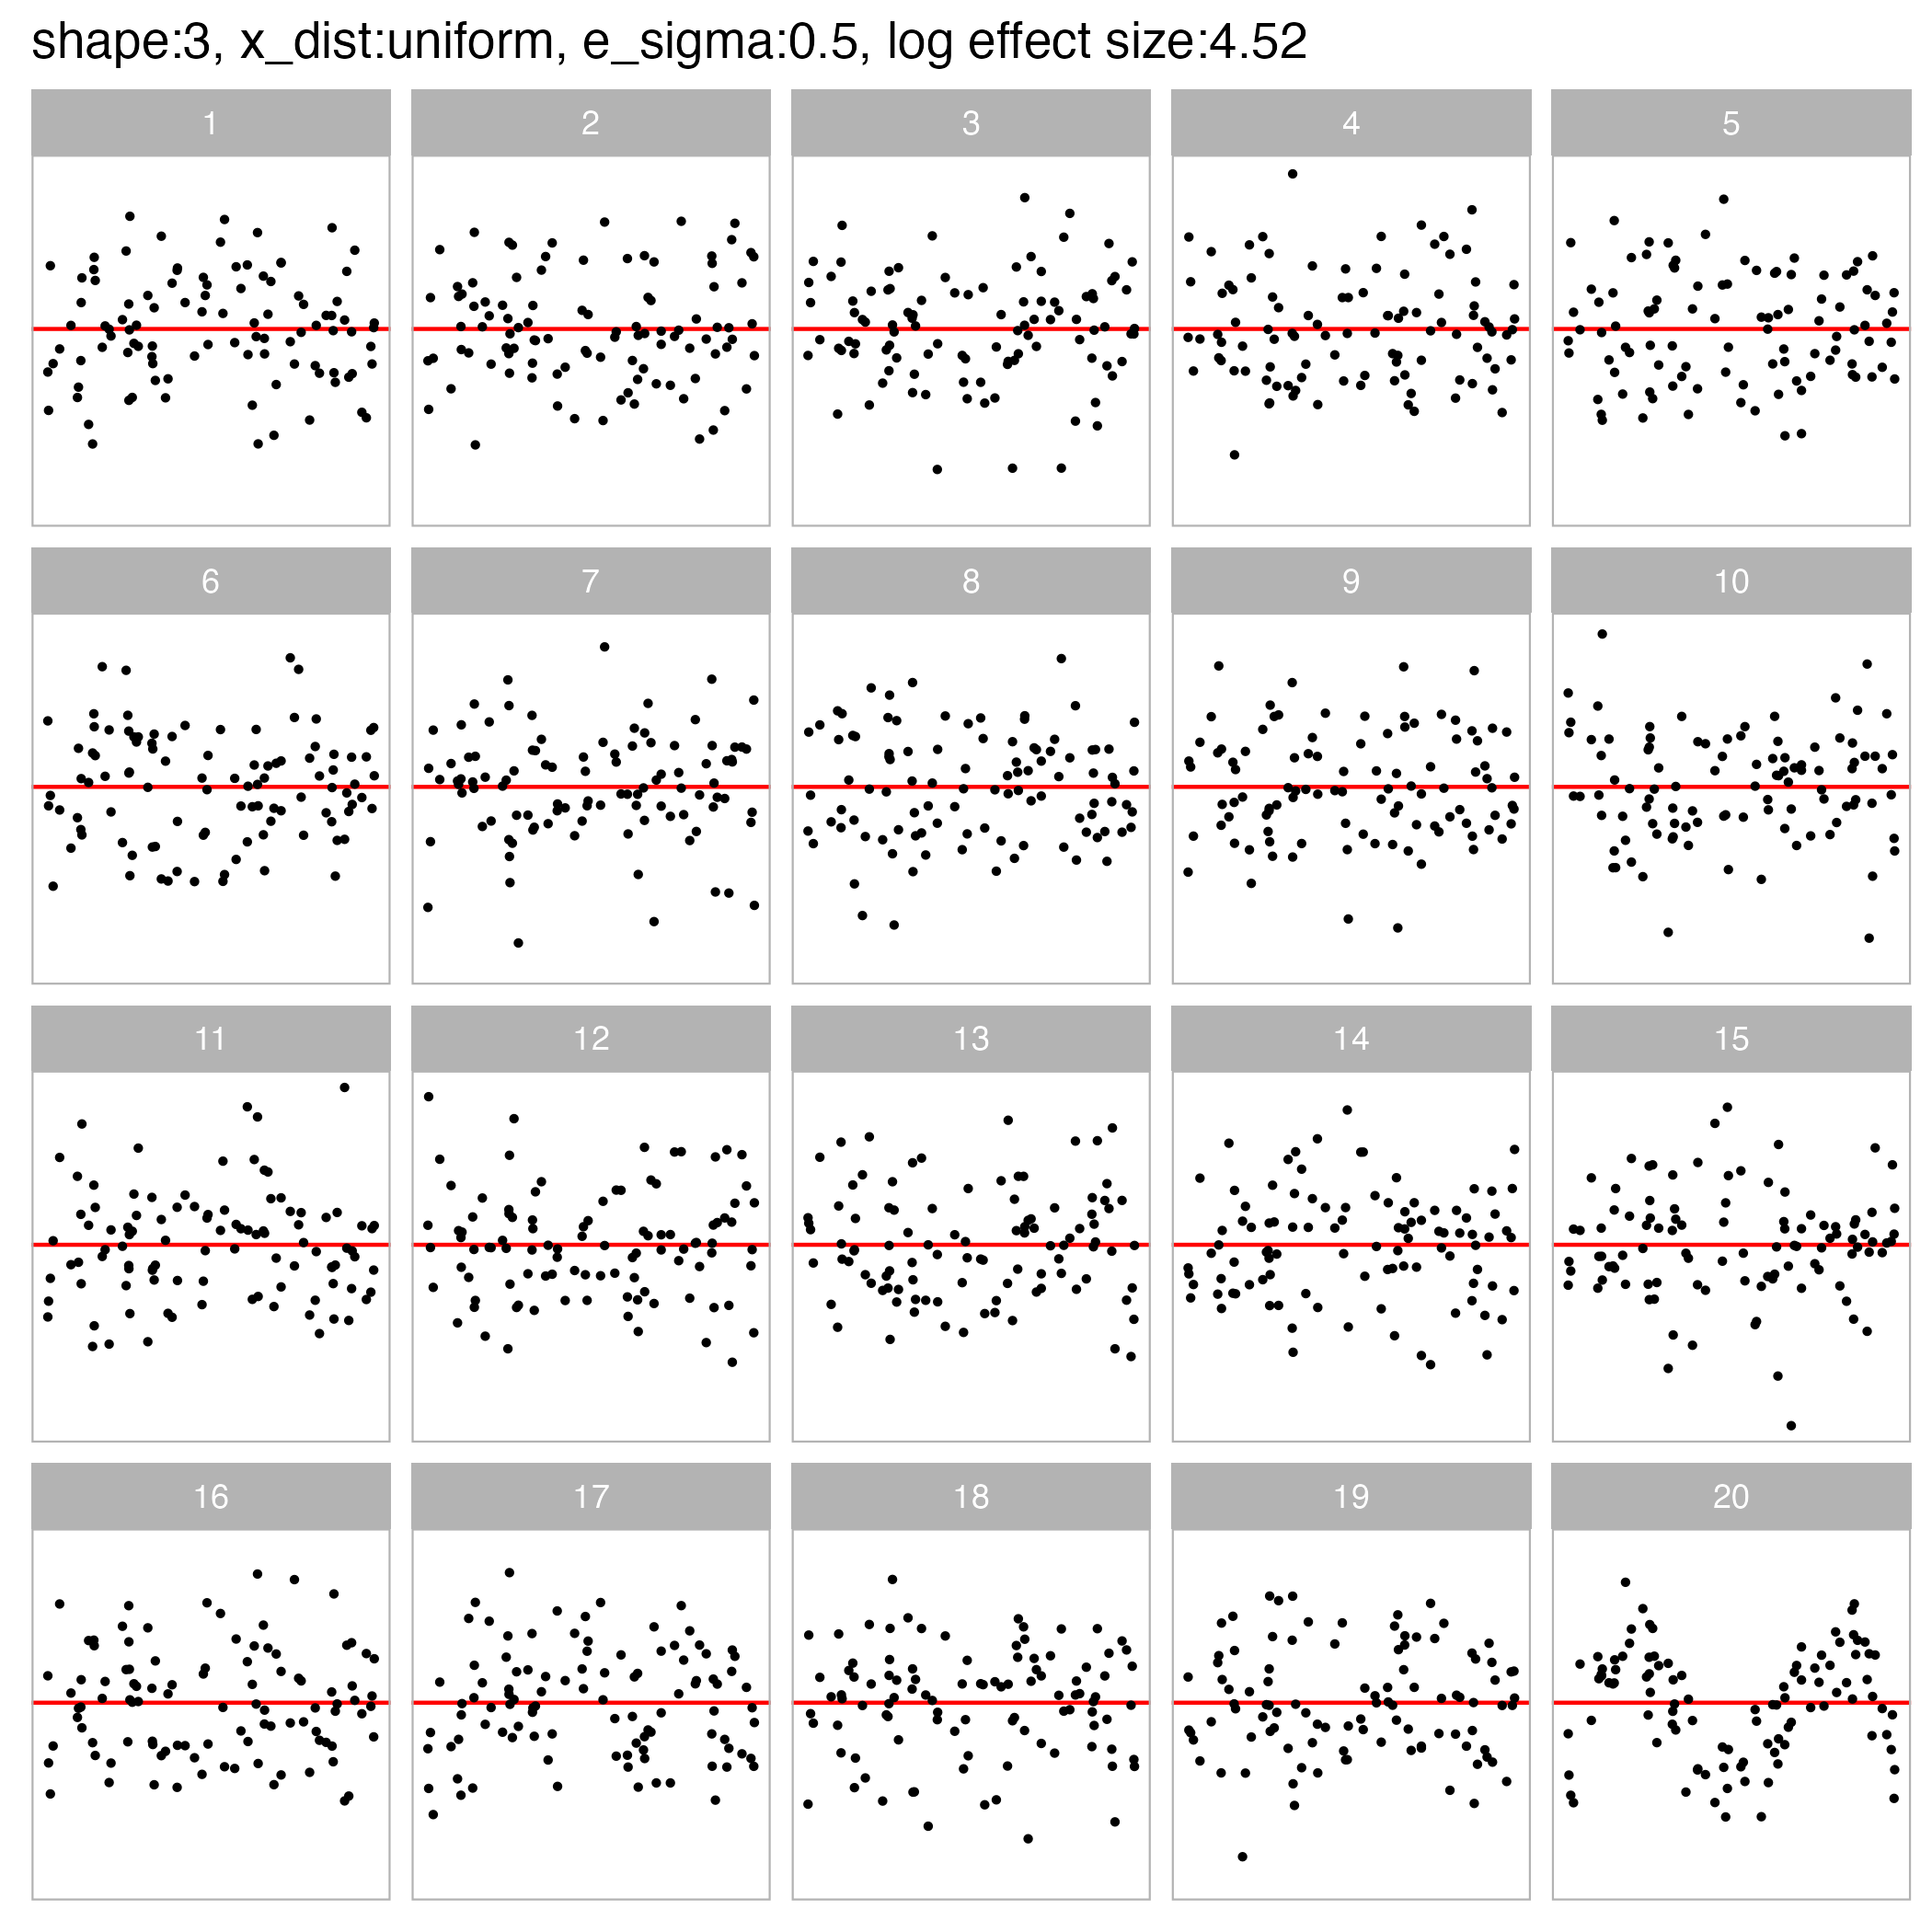 shape:3, x_dist:uniform, e_sigma:0.5, log effect size:4.52
1 2 3 4 5
6 7 8 9 10
11 12 13 14 15
16 17 18 19 20